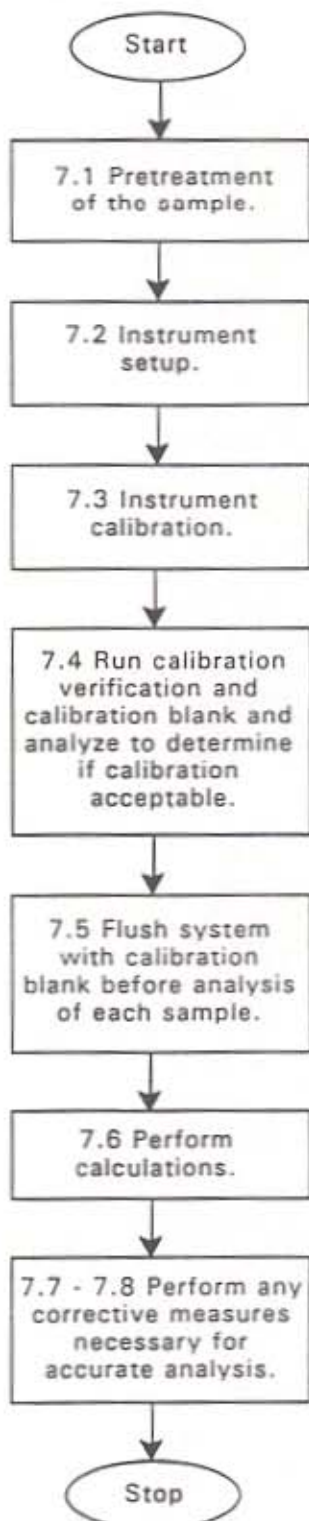 Start
7.1 Pretreatment
of the sample.
7.2 Instrument
setup.
7.3 Instrument
calibration.
7.4 Run calibration
verification and
calibration blank and
analyze to determine
if calibration
acceptable.
7.5 Flush system
with calibration
blank before analysis
of each sample.
7.6 Perform
calculations.
7.7 - 7.8 Perform any
corrective measures
necessary for
accurate analysis.
Stop